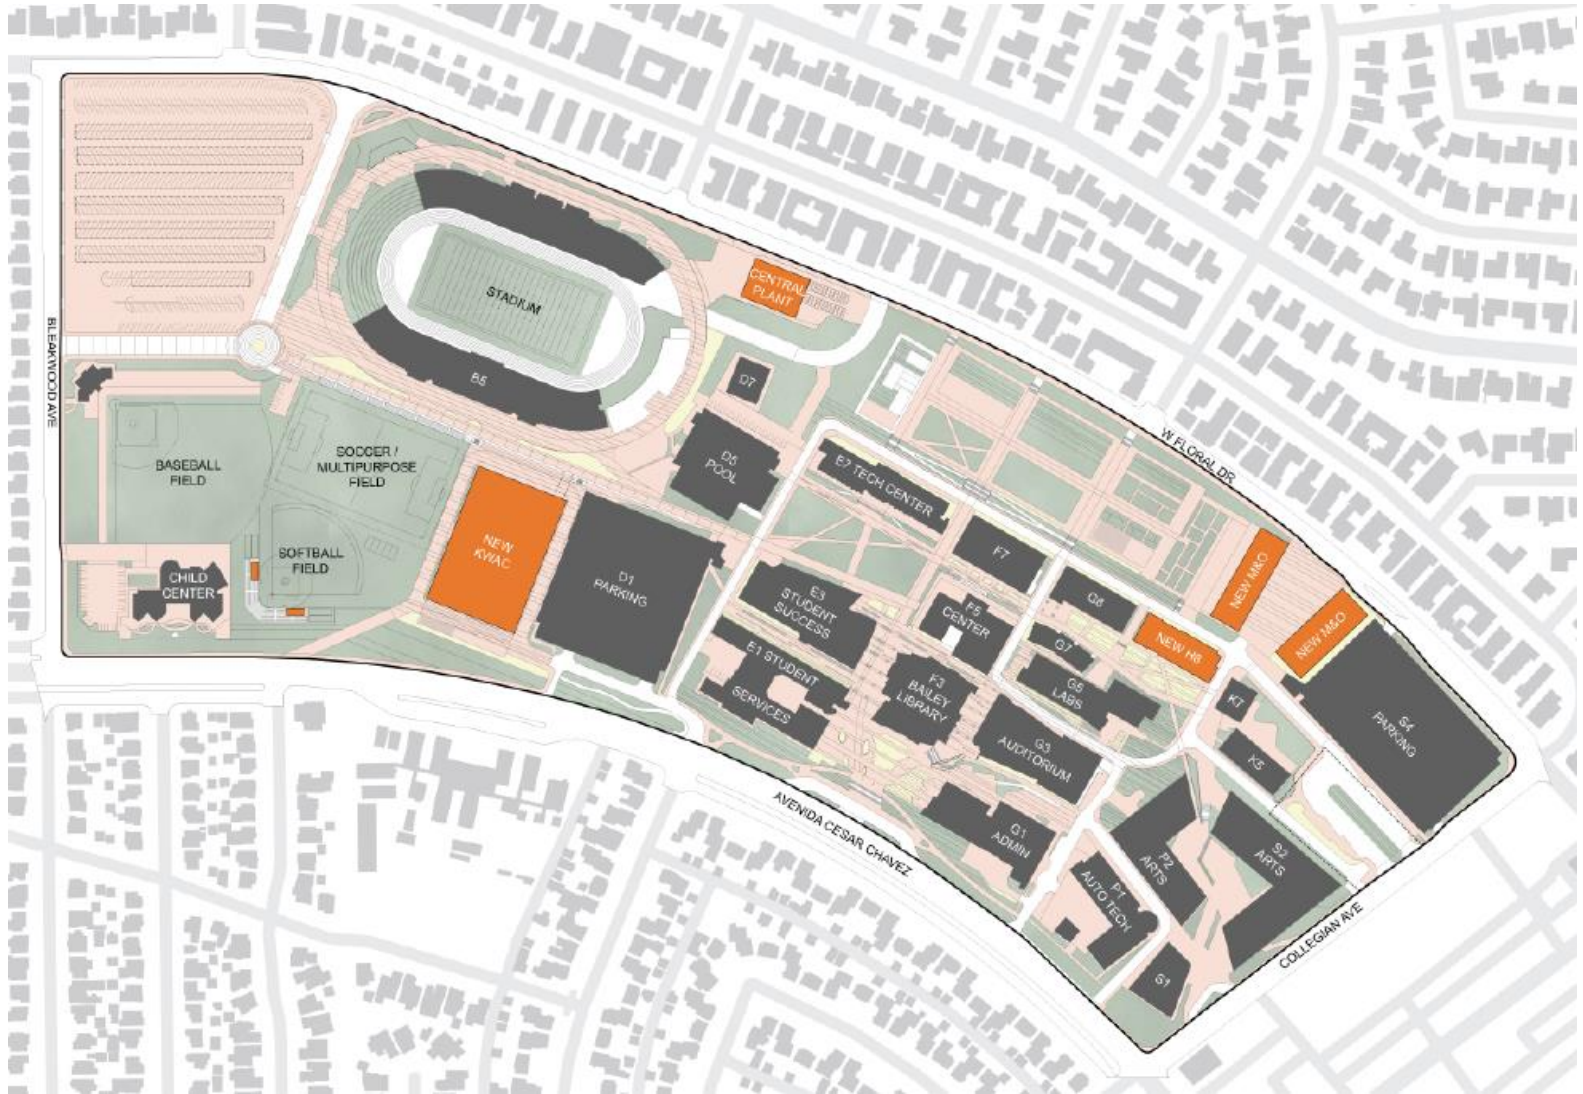 CENTRAL
PLANT
STADIUM
B5
BLEAKWOOD AVE
D7
W FLORAL DR
D5
POOL
E7 TECH CENTER
BASEBALL
FIELD
SOCCER /
MULTIPURPOSE
FIELD
NEW
KWAC
SOFTBALL
FIELD
CHILD
CENTER
D1
PARKING
F7
G8
NEW M&O
NEW M&O
NEW H8
E3
STUDENT
SUCCESS
F5
CENTER
G7
G5
LABS
E1 STUDENT
SERVICES
F3
BAILEY
LIBRARY
K7
S4
PARKING
G3
AUDITORIUM
K5
AVENIDA CESAR CHAVEZ
G1
ADMIN
P2
ARTS
S2
ARTS
P1
AUTO TECH
COLLEGIAN AVE
S1